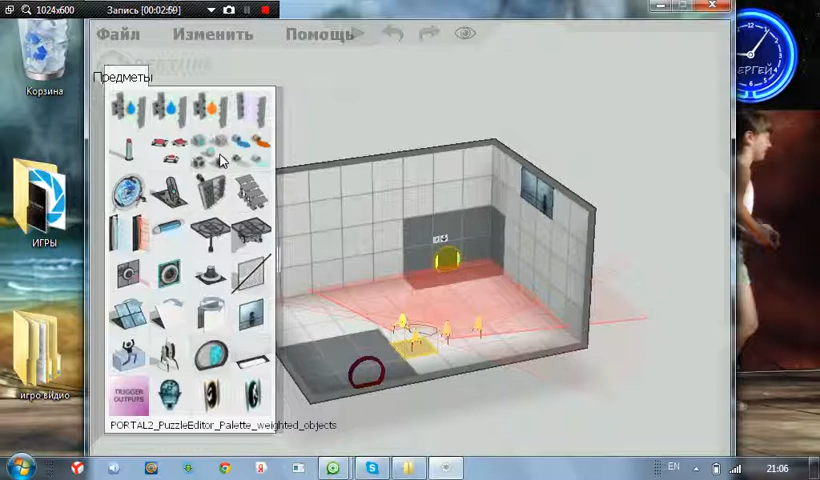 1024x600
Запись [00:02:50]
Файл
Изменить
Помощь
Предметы
Корзина
ИГРЫ
игро видио
ЕРГЕЙ
TRIGGER
OUTPUTS
PORTAL2_PuzzleEditor_Palette_weighted_objects
EN
21:06